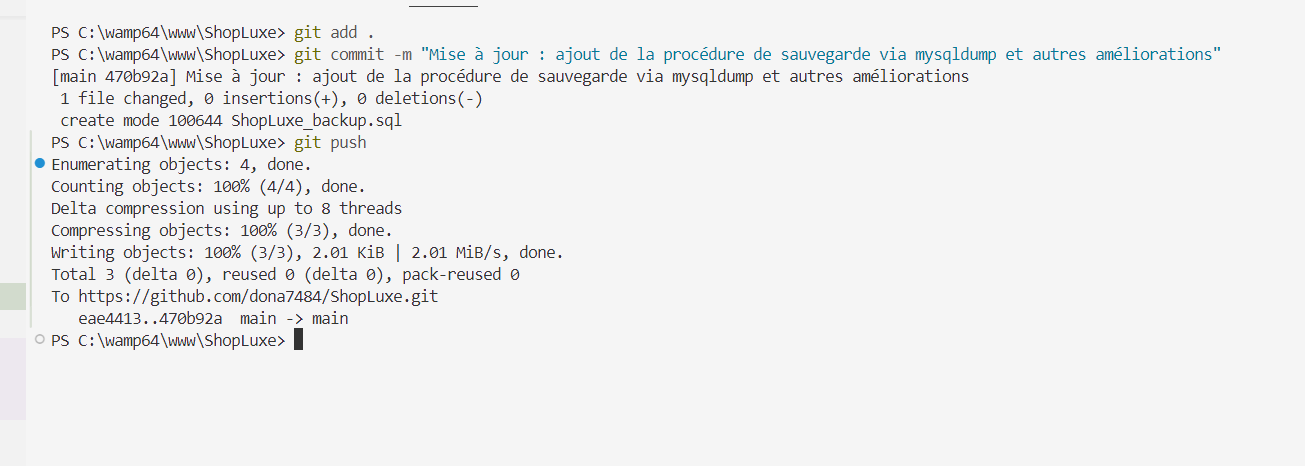 PS C:\wamp64\www\ShopLuxe> git add .
PS C:\wamp64\www\ShopLuxe> git commit -m "Mise à jour : ajout de la procédure de sauvegarde via mysqldump et autres améliorations"
[main 470b92a] Mise à jour : ajout de la procédure de sauvegarde via mysqldump et autres améliorations
 1 file changed, 0 insertions(+), 0 deletions(-)
 create mode 100644 ShopLuxe_backup.sql
PS C:\wamp64\www\ShopLuxe> git push
Enumerating objects: 4, done.
Counting objects: 100% (4/4), done.
Delta compression using up to 8 threads
Compressing objects: 100% (3/3), done.
Writing objects: 100% (3/3), 2.01 KiB | 2.01 MiB/s, done.
Total 3 (delta 0), reused 0 (delta 0), pack-reused 0
To https://github.com/dona7484/ShopLuxe.git
   eae4413..470b92a  main -> main
PS C:\wamp64\www\ShopLuxe>